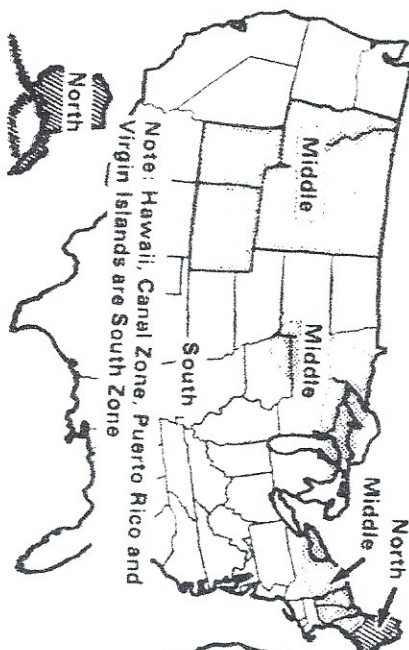 North
Middle
Middle
Middle
South
Note: Hawaii, Canal Zone, Puerto Rico and
Virgin Islands are South Zone
North